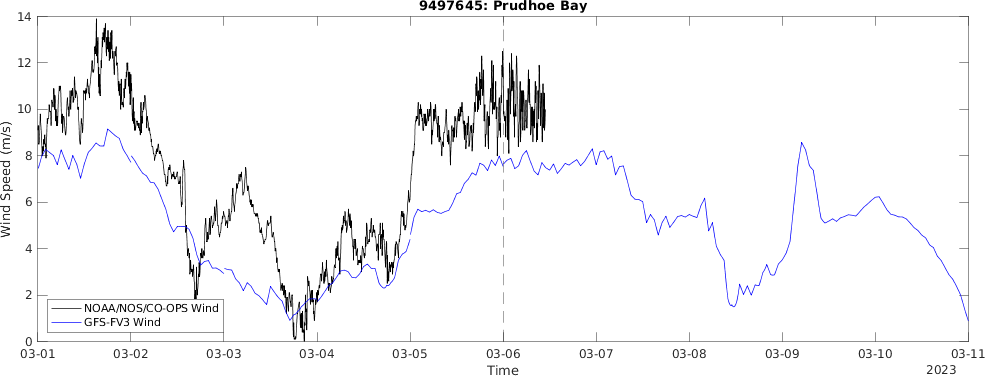 9497645: Prudhoe Bay
14
12
10
8
6
4
2
0
Wind Speed (m/s)
NOAA/NOS/CO-OPS Wind
GFS-FV3 Wind
03-01 03-02 03-03 03-04 03-05 03-06 03-07 03-08 03-09 03-10 03-11
Time
2023